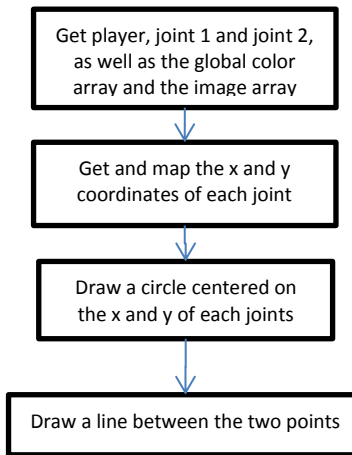 Get player, joint 1 and joint 2,
as well as the global color
array and the image array
Get and map the x and y
coordinates of each joint
Draw a circle centered on
the x and y of each joints
Draw a line between the two points